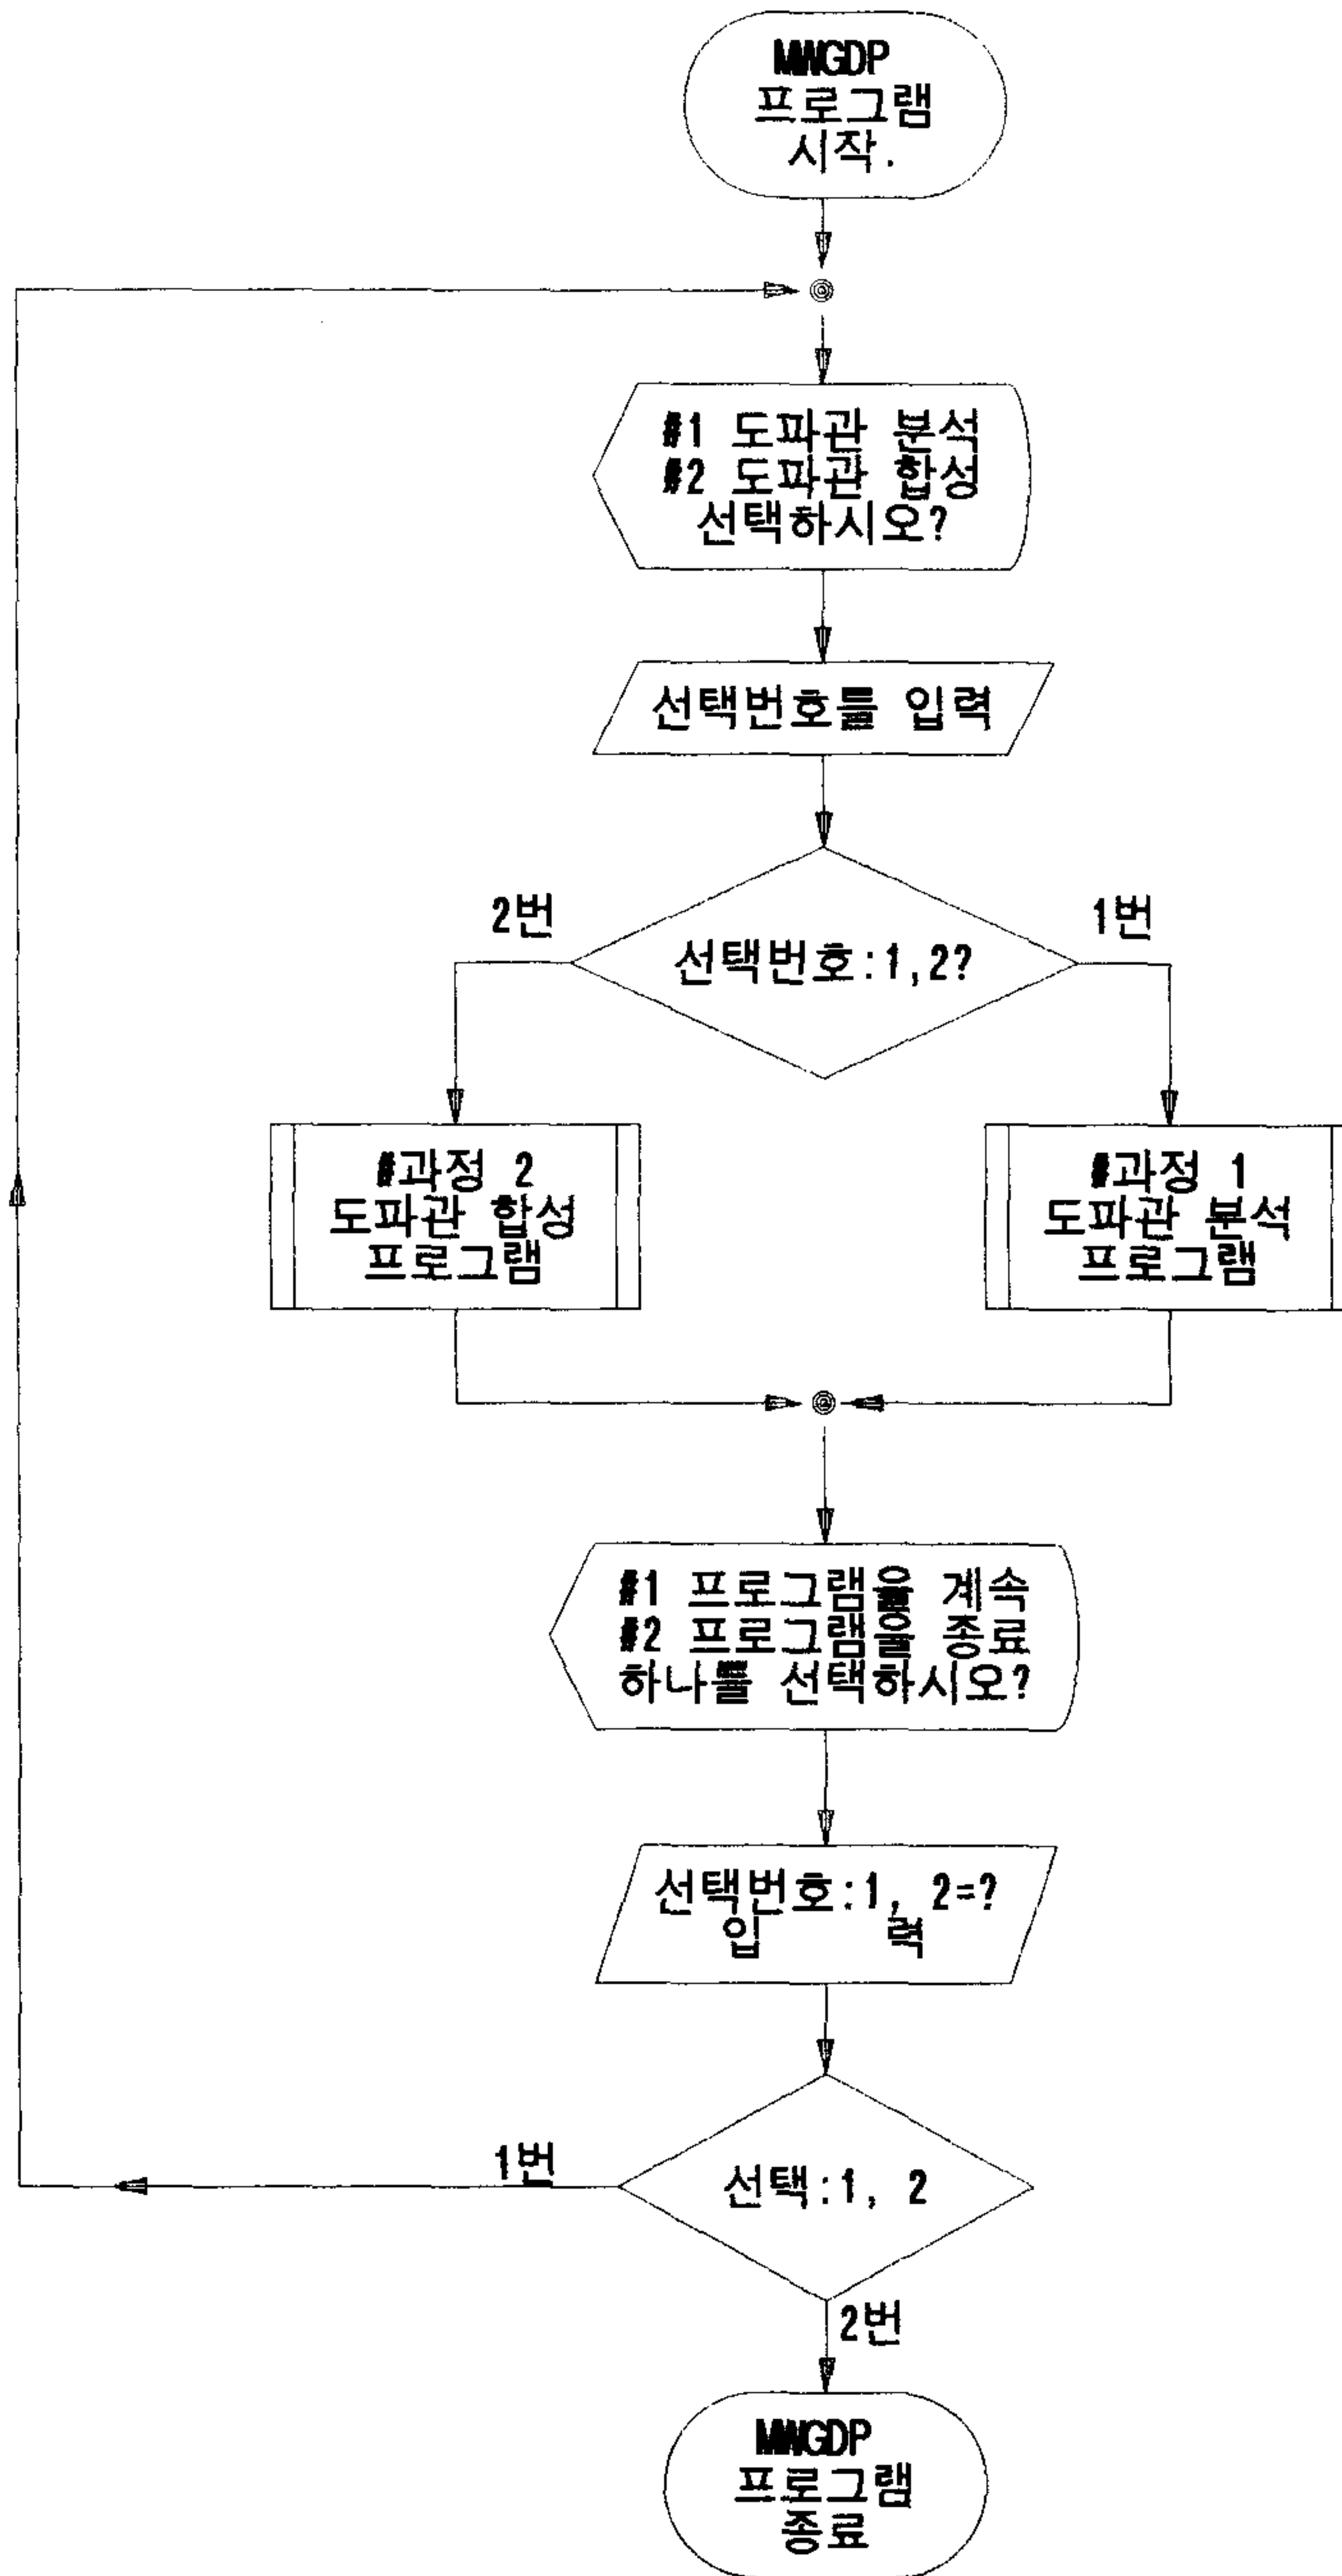 MWGDP
프로그램
시작.
#1 도파관 분석
#2 도파관 합성
선택하시오?
선택번호를 입력
2번
1번
선택번호:1,2?
#과정 2
도파관 합성
프로그램
#과정 1
도파관 분석
프로그램
#1 프로그램을 계속
#2 프로그램을 종료
하나를 선택하시오?
선택번호:1, 2=?
입 력
1번
선택:1, 2
2번
MWGDP
프로그램
종료